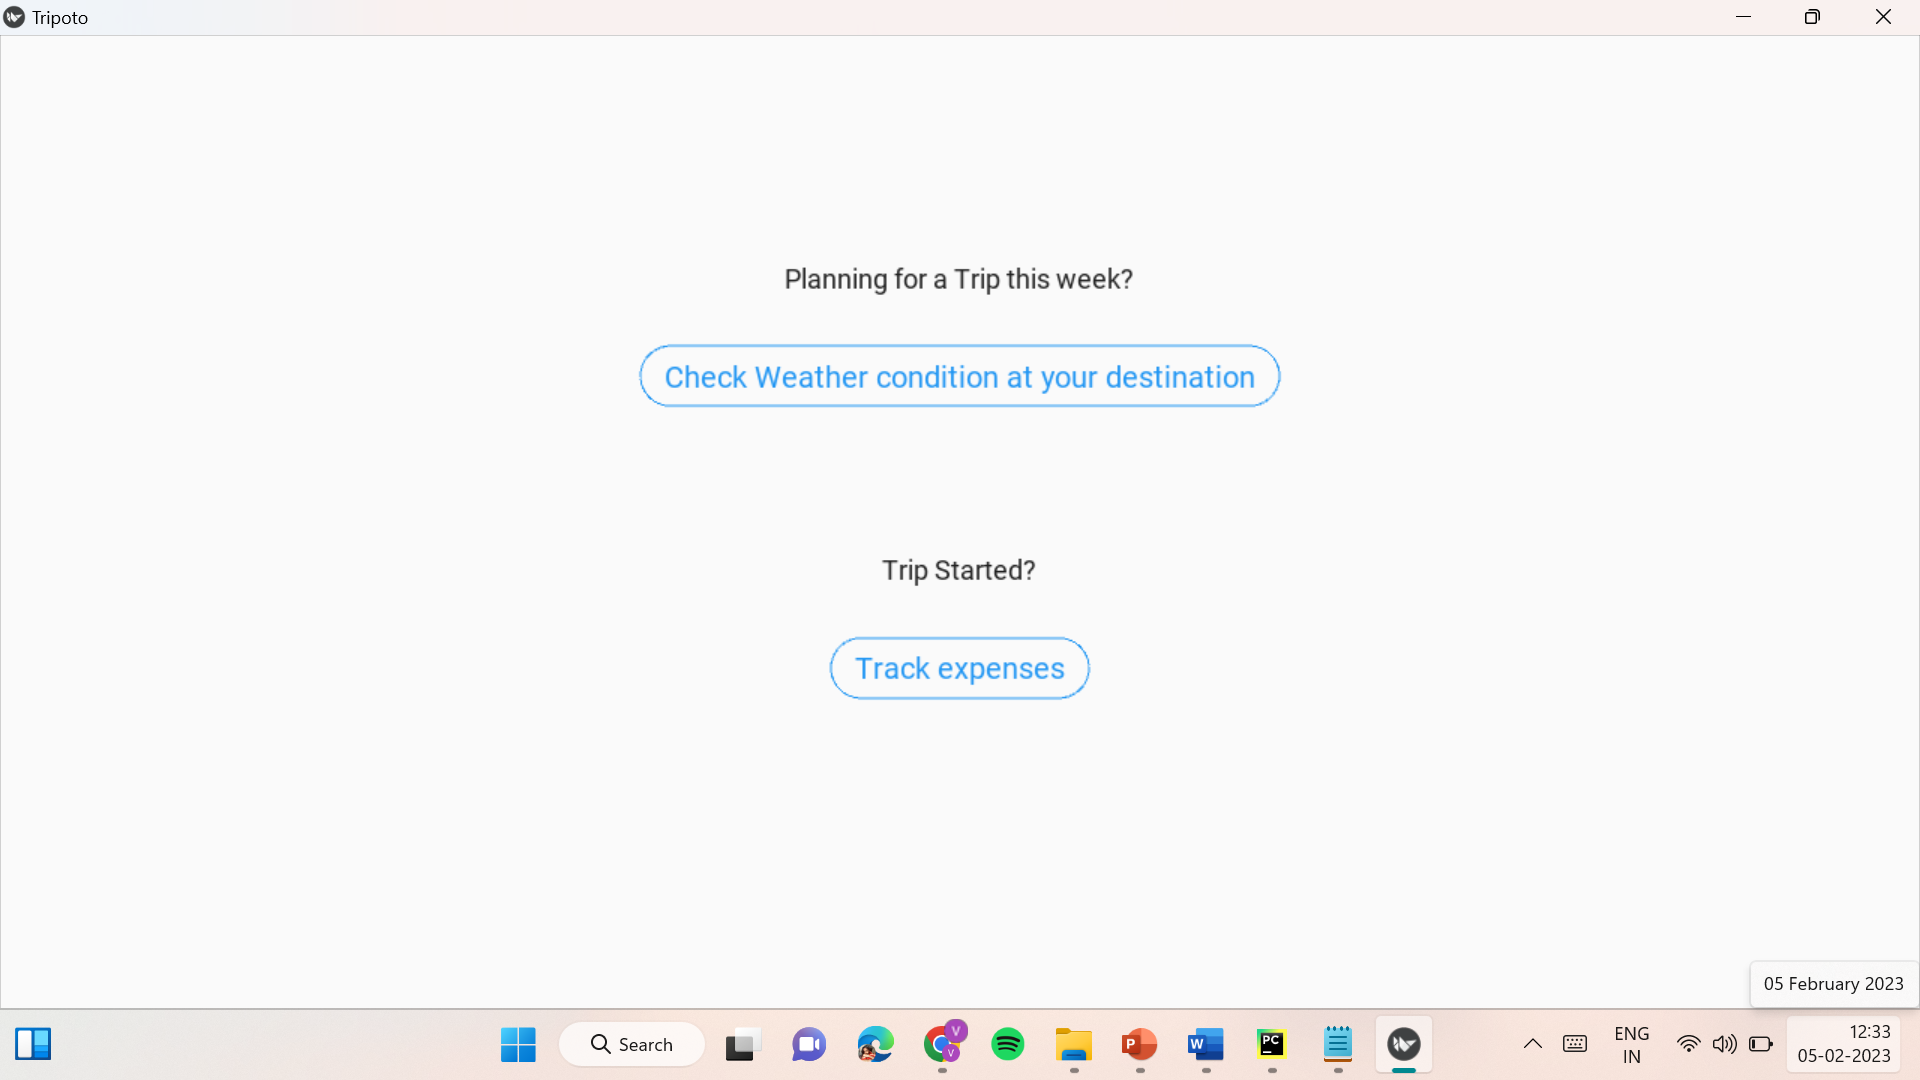 Tripoto
Planning for a Trip this week?
Check Weather condition at your destination
Trip Started?
Track expenses
05 February 2023
Search
V
V
P
W
PC
ENG
IN
12:33
05-02-2023